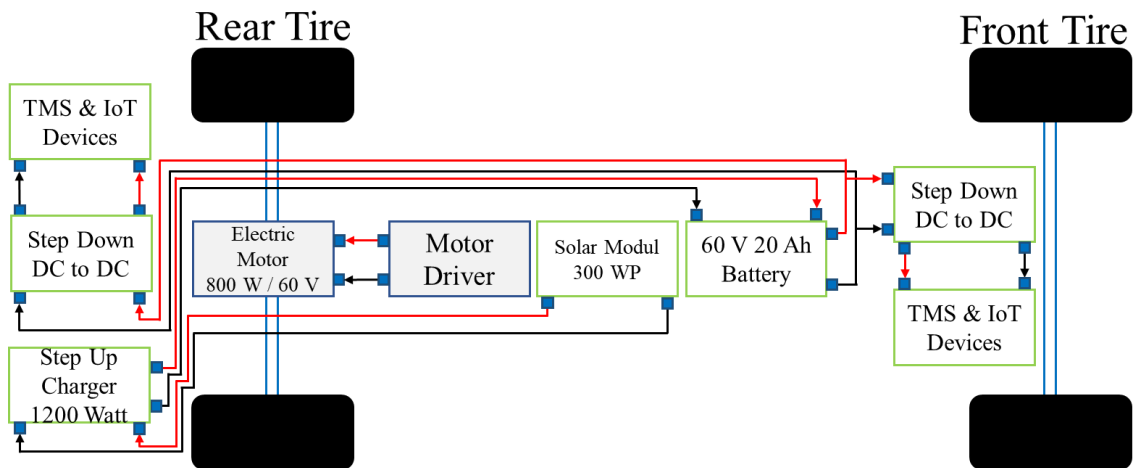 Rear Tire
Front Tire
TMS & IoT
Devices
Step Down
DC to DC
Step Up
Charger
1200 Watt
Electric
Motor
800 W / 60 V
Motor
Driver
Solar Modul
300 WP
60 V 20 Ah
Battery
Step Down
DC to DC
TMS & IoT
Devices